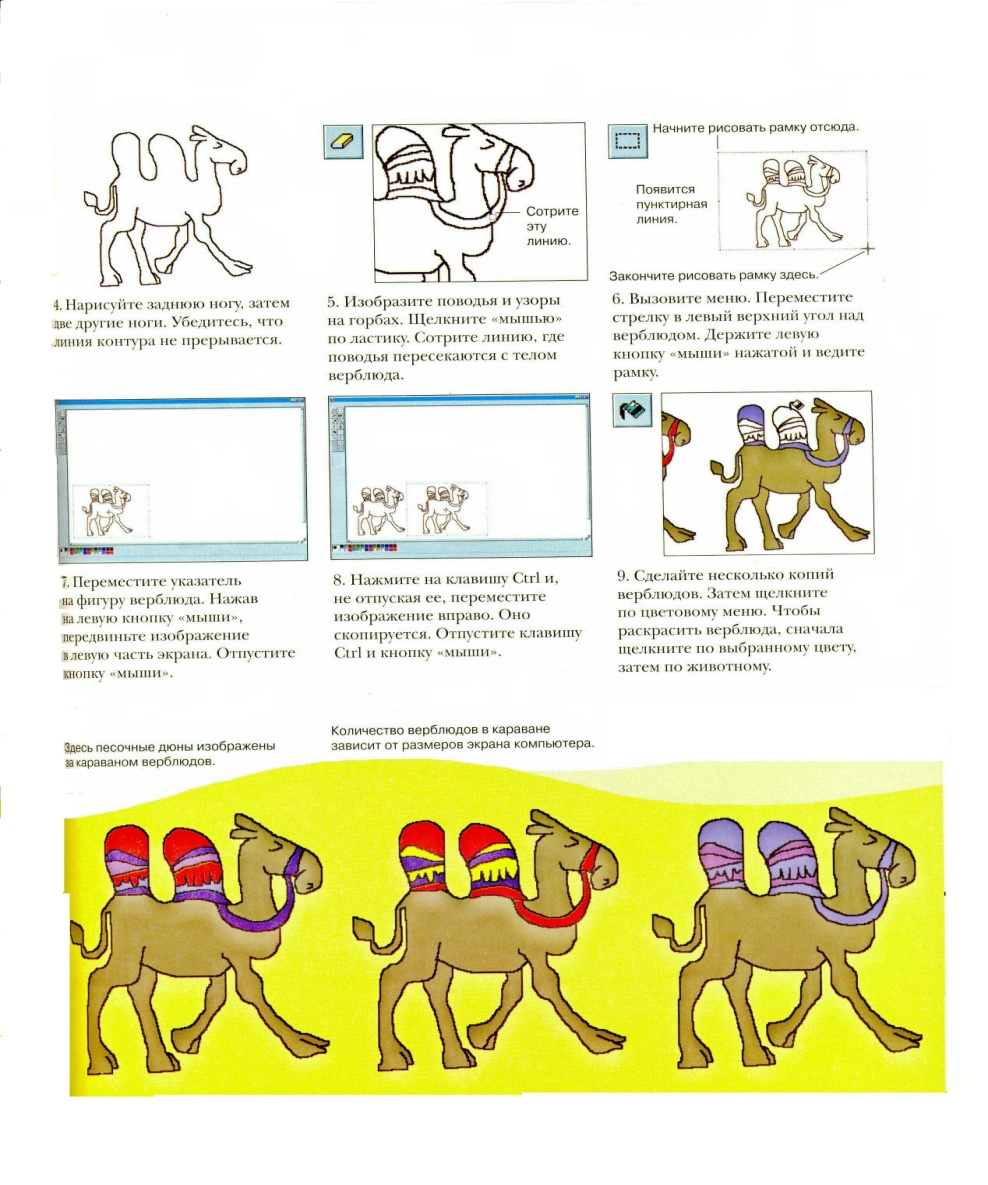 Начните рисовать рамку отсюда.
Появится
пунктирная
линия.
Сотрите
эту
линию.
Закончите рисовать рамку здесь.
4. Нарисуйте заднюю ногу, затем
две другие ноги. Убедитесь, что
линия контура не прерывается.
5. Изобразите поводья и узоры
на горбах. Щелкните «мышью»
по ластику. Сотрите линию, где
поводья пересекаются с телом
верблюда.
6. Вызовите меню. Переместите
стрелку в левый верхний угол над
верблюдом. Держите левую
кнопку «мыши» нажатой и ведите
рамку.
7. Переместите указатель
на фигуру верблюда. Нажав
на левую кнопку «мыши»,
передвиньте изображение
в левую часть экрана. Отпустите
кнопку «мыши».
8. Нажмите на клавишу Ctrl и,
не отпуская ее, переместите
изображение вправо. Оно
скопируется. Отпустите клавишу
Ctrl и кнопку «мыши».
9. Сделайте несколько копий
верблюдов. Затем щелкните
по цветовому меню. Чтобы
раскрасить верблюда, сначала
щелкните по выбранному цвету,
затем по животному.
Здесь песочные дюны изображены
за караваном верблюдов.
Количество верблюдов в караване
зависит от размеров экрана компьютера.